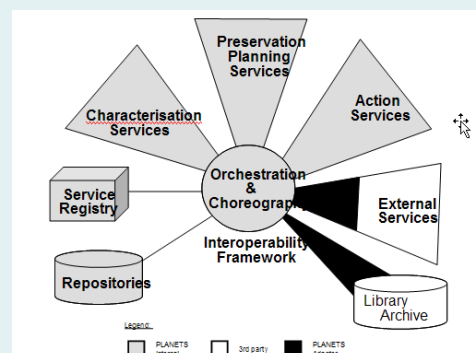 Preservation
Planning
Services
Characterisation
Services
Action
Services
Orchestration
&
Choreography
Service
Registry
External
Services
Interoperability
Framework
Repositories
Library
Archive
Legend:
PLANETS
3rd party
PLANETS